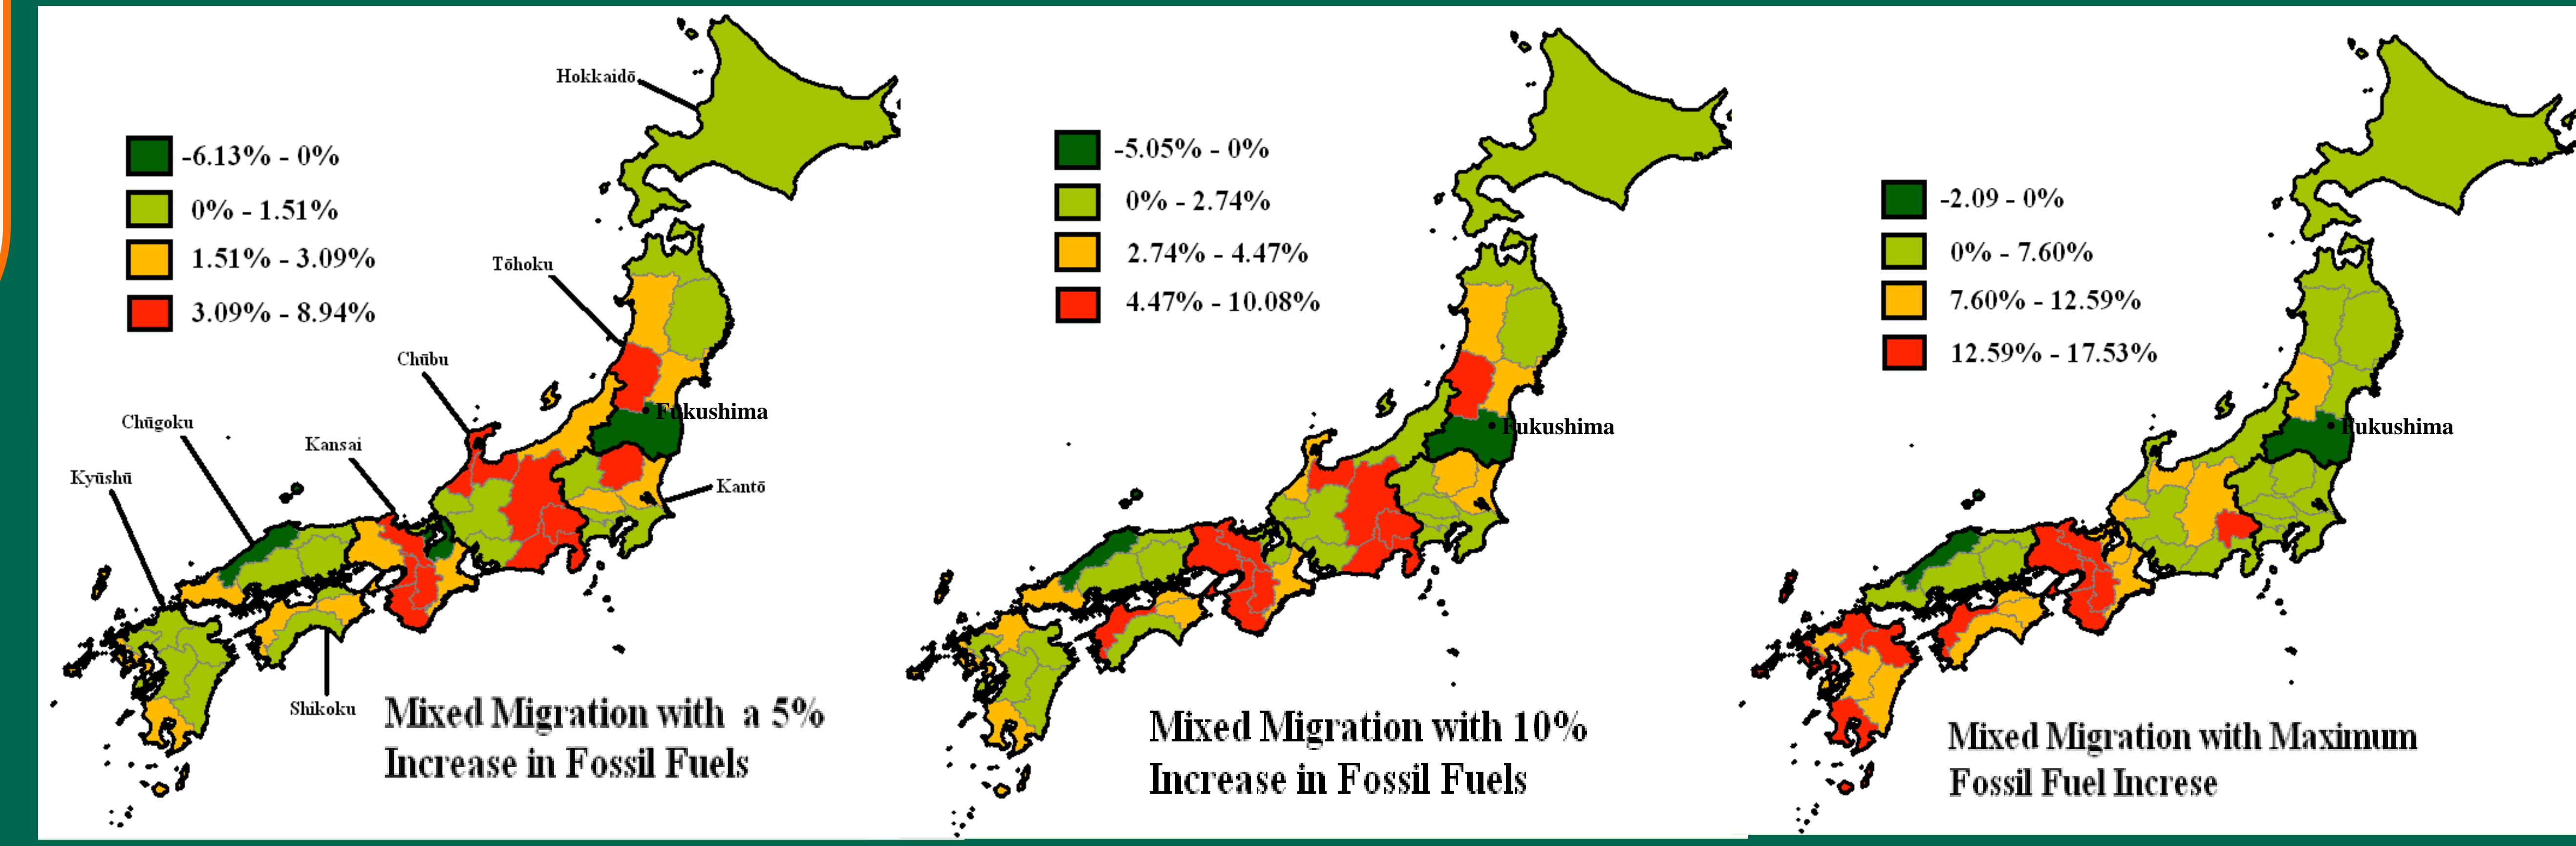 Hokkaidō
-6.13% - 0%
0% - 1.51%
1.51% - 3.09%
3.09% - 8.94%
Tōhoku
Chūbu
Fukushima
Chūgoku
Kansai
Kyūshū
Kantō
Shikoku
Mixed Migration with a 5%
Increase in Fossil Fuels
-5.05% - 0%
0% - 2.74%
2.74% - 4.47%
4.47% - 10.08%
Fukushima
Mixed Migration with 10%
Increase in Fossil Fuels
-2.09 - 0%
0% - 7.60%
7.60% - 12.59%
12.59% - 17.53%
Fukushima
Mixed Migration with Maximum
Fossil Fuel Increse